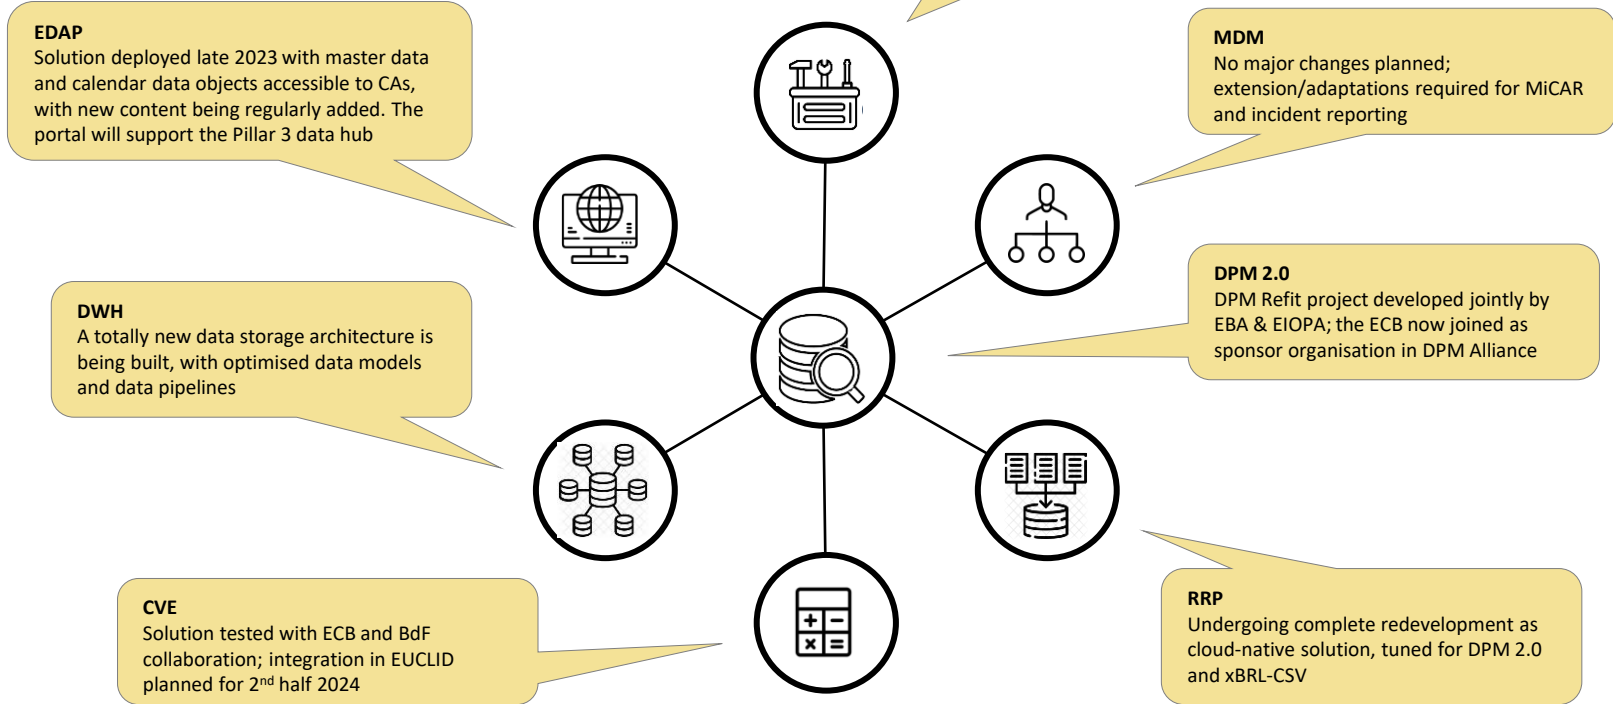 EDAP
Solution deployed late 2023 with master data
and calendar data objects accessible to CAs,
with new content being regularly added. The
portal will support the Pillar 3 data hub
MDM
No major changes planned;
extension/adaptations required for MiCAR
and incident reporting
DPM 2.0
DPM Refit project developed jointly by
EBA & EIOPA; the ECB now joined as
sponsor organisation in DPM Alliance
DWH
A totally new data storage architecture is
being built, with optimised data models
and data pipelines
CVE
Solution tested with ECB and BdF
collaboration; integration in EUCLID
planned for 2nd half 2024
RRP
Undergoing complete redevelopment as
cloud-native solution, tuned for DPM 2.0
and xBRL-CSV